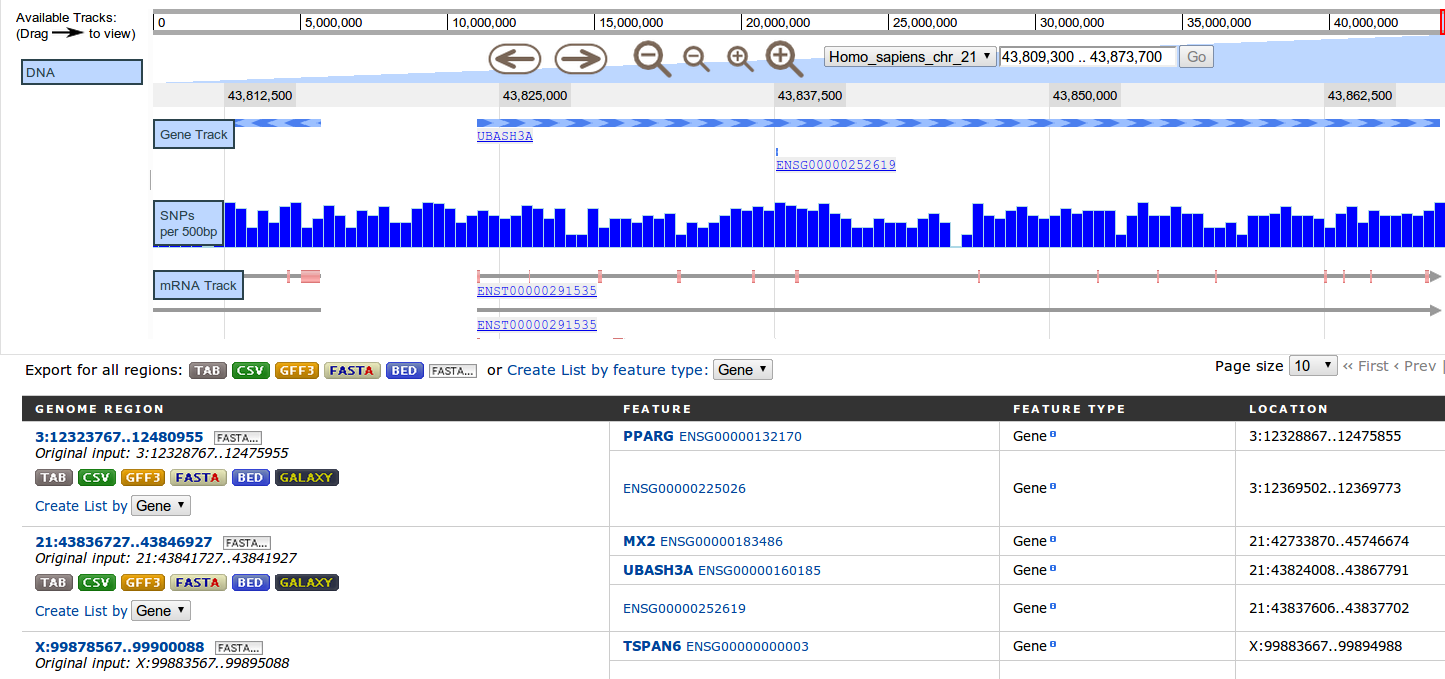 Available Tracks:
(Drag to view)
DNA
0 5,000,000 10,000,000 15,000,000 20,000,000 25,000,000 30,000,000 35,000,000 40,000,000
Homo_sapiens_chr_21 43,809,300 .. 43,873,700 Go
43,812,500 43,825,000 43,837,500 43,850,000 43,862,500
Gene Track
UBASH3A
ENSG00000252619
SNPs
per 500bp
mRNA Track
ENST00000291535
ENST00000291535
Export for all regions: TAB CSV GFF3 FASTA BED FASTA... or Create List by feature type: Gene Page size 10 « First ‹ Prev |
GENOME REGION FEATURE FEATURE TYPE LOCATION
3:12323767..12480955 FASTA... PPARG ENSG00000132170 Gene 3:12328867..12475855
Original input: 3:12328767..12475955
TAB CSV GFF3 FASTA BED GALAXY
ENSG00000225026 Gene 3:12369502..12369773
Create List by Gene
21:43836727..43846927 FASTA... MX2 ENSG00000183486 Gene 21:42733870..45746674
Original input: 21:43841727..43841927
UBASH3A ENSG00000160185 Gene 21:43824008..43867791
TAB CSV GFF3 FASTA BED GALAXY
Create List by Gene
ENSG00000252619 Gene 21:43837606..43837702
X:99878567..99900088 FASTA... TSPAN6 ENSG00000000003 Gene X:99883667..99894988
Original input: X:99883567..99895088